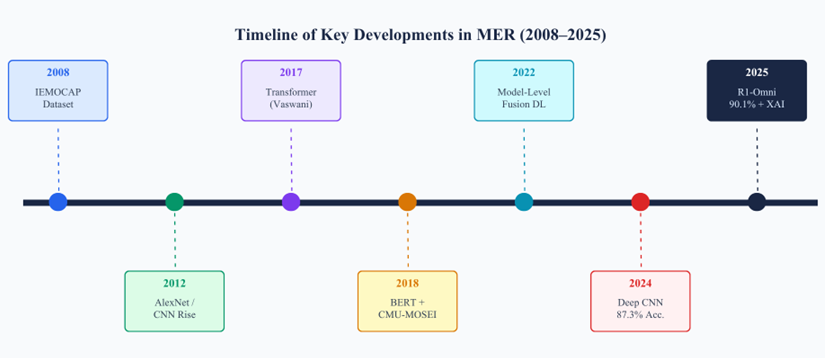 Timeline of Key Developments in MER (2008–2025)
2008
IEMOCAP
Dataset
2017
Transformer
(Vaswani)
2022
Model-Level
Fusion DL
2025
R1-Omni
90.1% + XAI
2012
AlexNet /
CNN Rise
2018
BERT +
CMU-MOSEI
2024
Deep CNN
87.3% Acc.